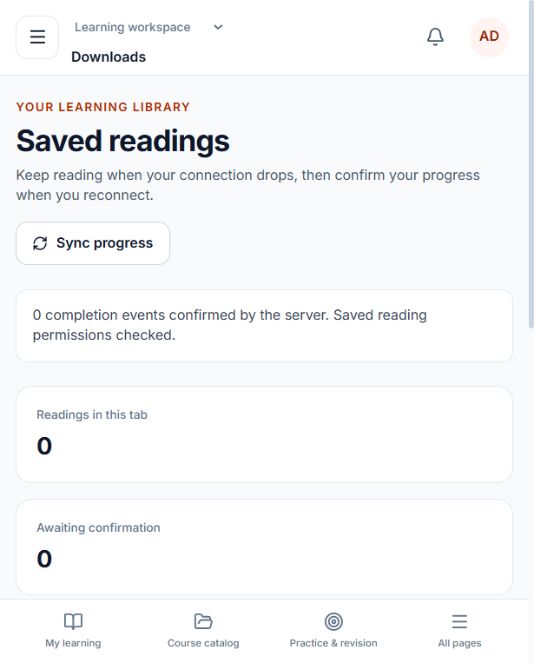 Learning workspace
Downloads
AD
YOUR LEARNING LIBRARY
Saved readings
Keep reading when your connection drops, then confirm your progress
when you reconnect.
Sync progress
0 completion events confirmed by the server. Saved reading
permissions checked.
Readings in this tab
0
Awaiting confirmation
0
My learning
Course catalog
Practice & revision
All pages